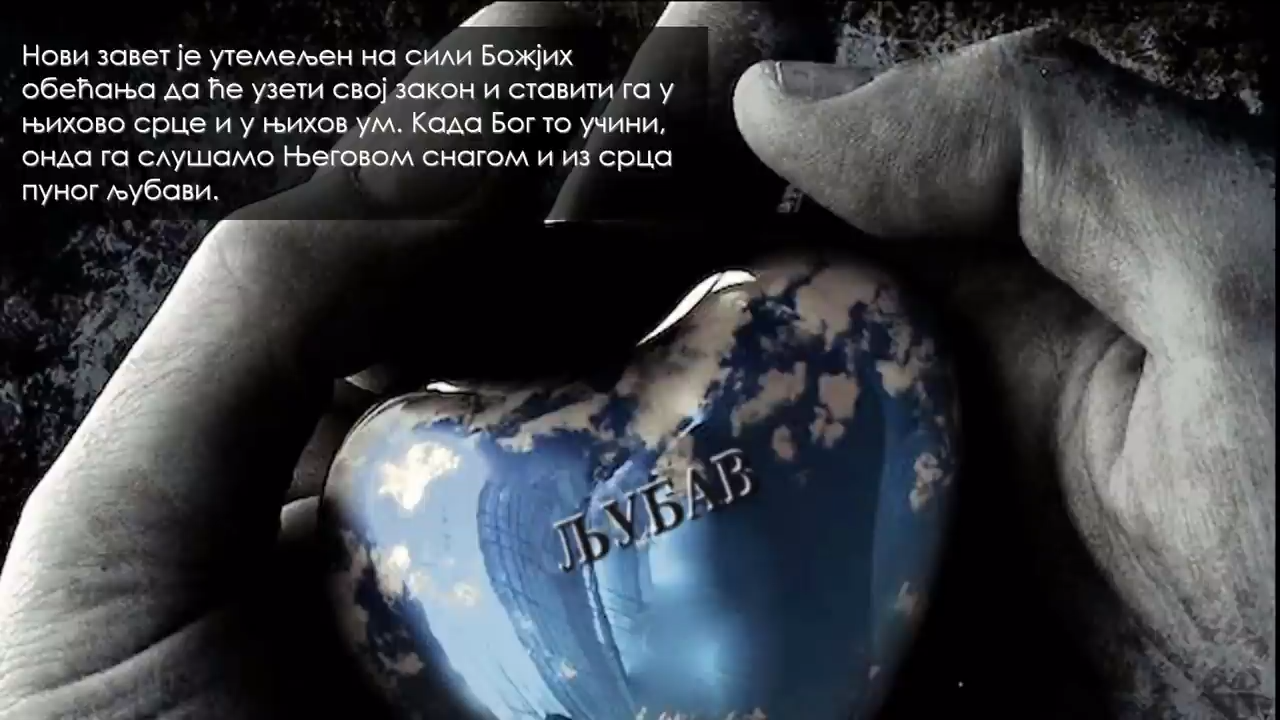 Нови завет је утемељен на сили Божјих
обећања да ће узети свој закон и ставити га у
њихово срце и у њихов ум. Када Бог то учини,
онда га слушамо Његовом снагом и из срца
пуног љубави.
ЉУБАВ